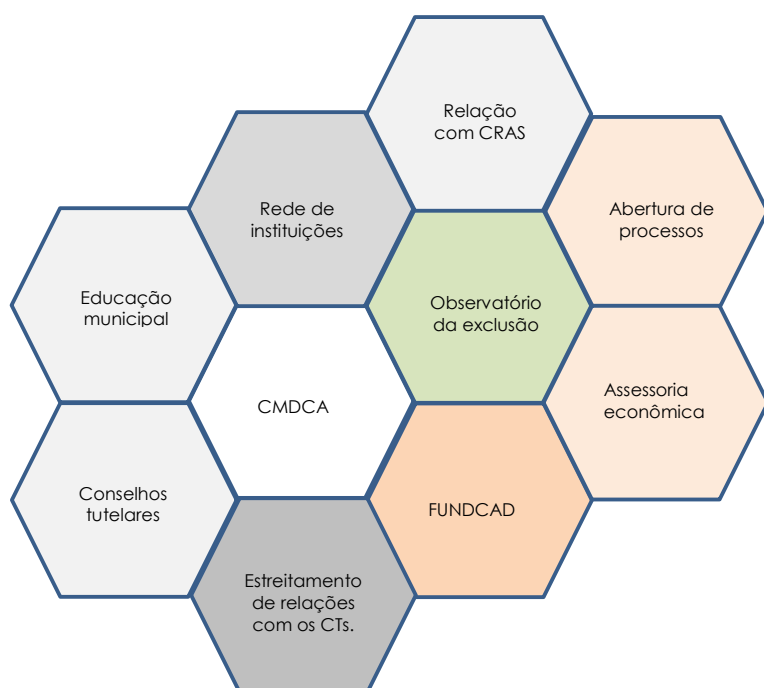 Relação
com CRAS
Rede de
instituições
Abertura de
processos
Educação
municipal
Observatório
da exclusão
CMDCA
Assessoria
econômica
Conselhos
tutelares
FUNDCAD
Estreitamento
de relações
com os CTs.